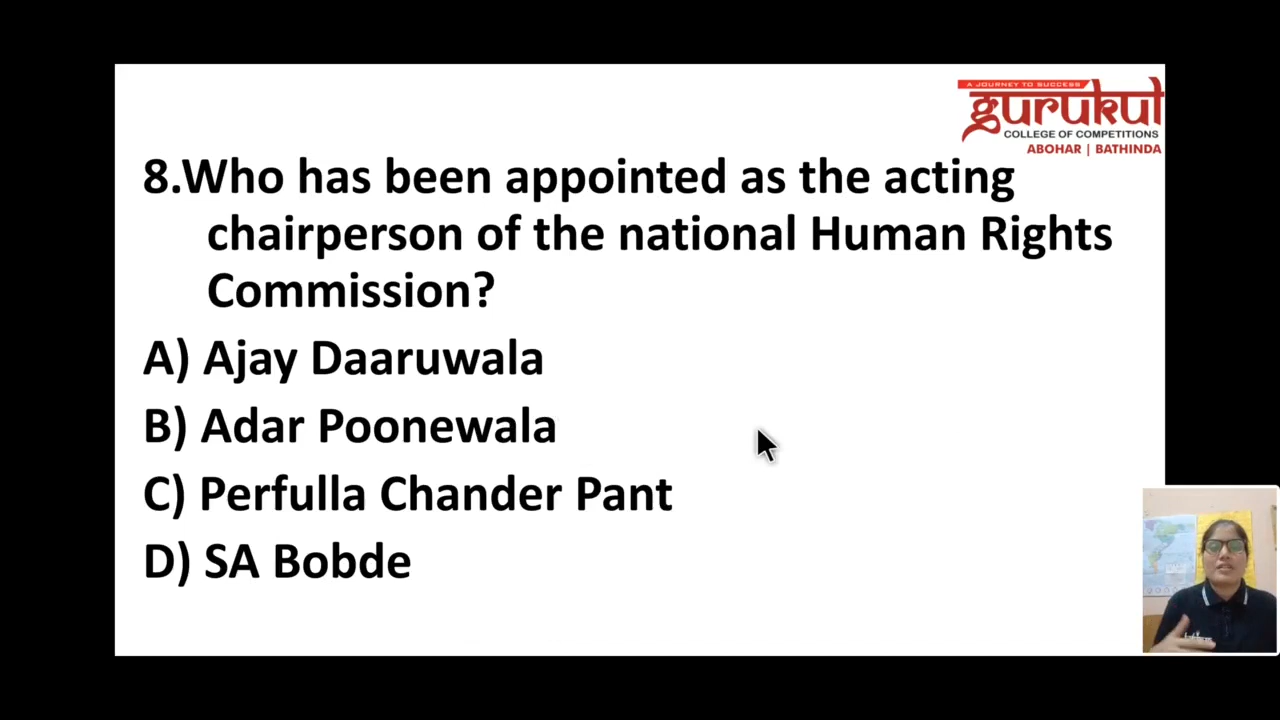 A JOURNEY TO SUCCESS
gurukul
COLLEGE OF COMPETITIONS
ABOHAR | BATHINDA
8.Who has been appointed as the acting
chairperson of the national Human Rights
Commission?
A) Ajay Daaruwala
B) Adar Poonewala
C) Perfulla Chander Pant
D) SA Bobde